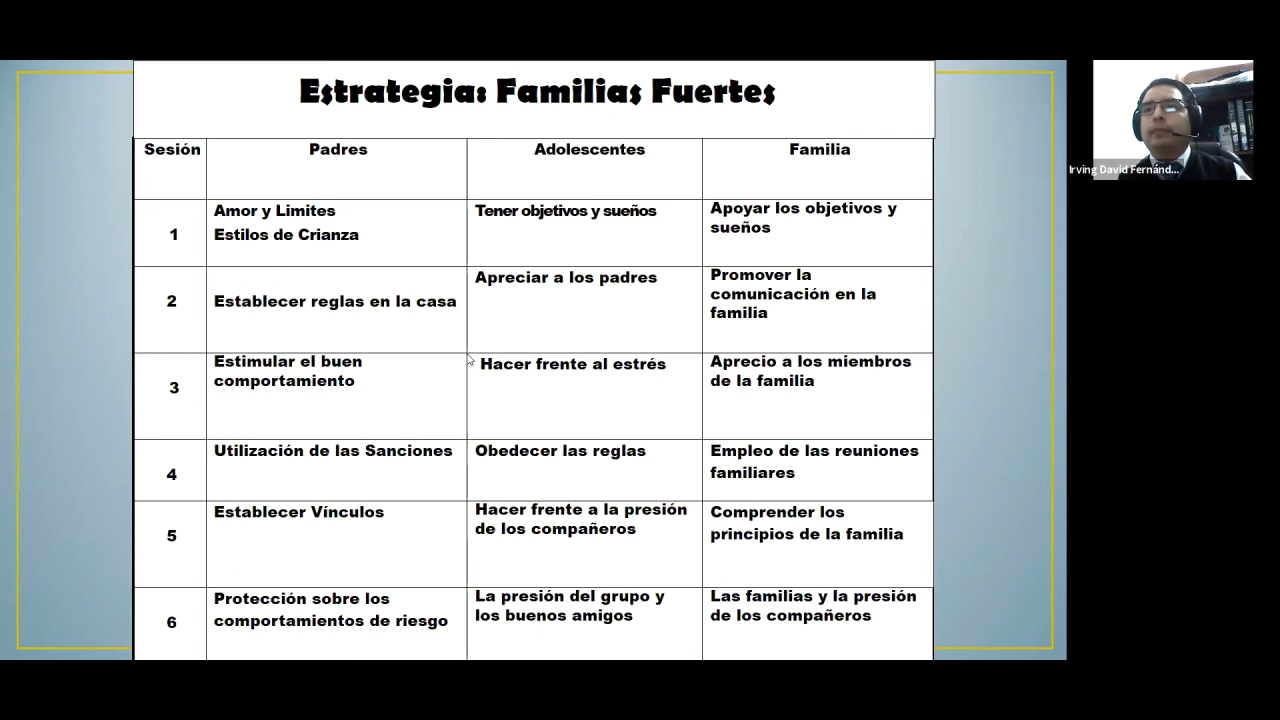 Estrategia: Familias Fuertes
Sesión Padres Adolescentes Familia
1
Amor y Limites
Estilos de Crianza
Tener objetivos y sueños
Apoyar los objetivos y
sueños
2
Establecer reglas en la casa
Apreciar a los padres
Promover la
comunicación en la
familia
3
Estimular el buen
comportamiento
Hacer frente al estrés
Aprecio a los miembros
de la familia
4
Utilización de las Sanciones
Obedecer las reglas
Empleo de las reuniones
familiares
5
Establecer Vínculos
Hacer frente a la presión
de los compañeros
Comprender los
principios de la familia
6
Protección sobre los
comportamientos de riesgo
La presión del grupo y
los buenos amigos
Las familias y la presión
de los compañeros
Irving David Fernánd...